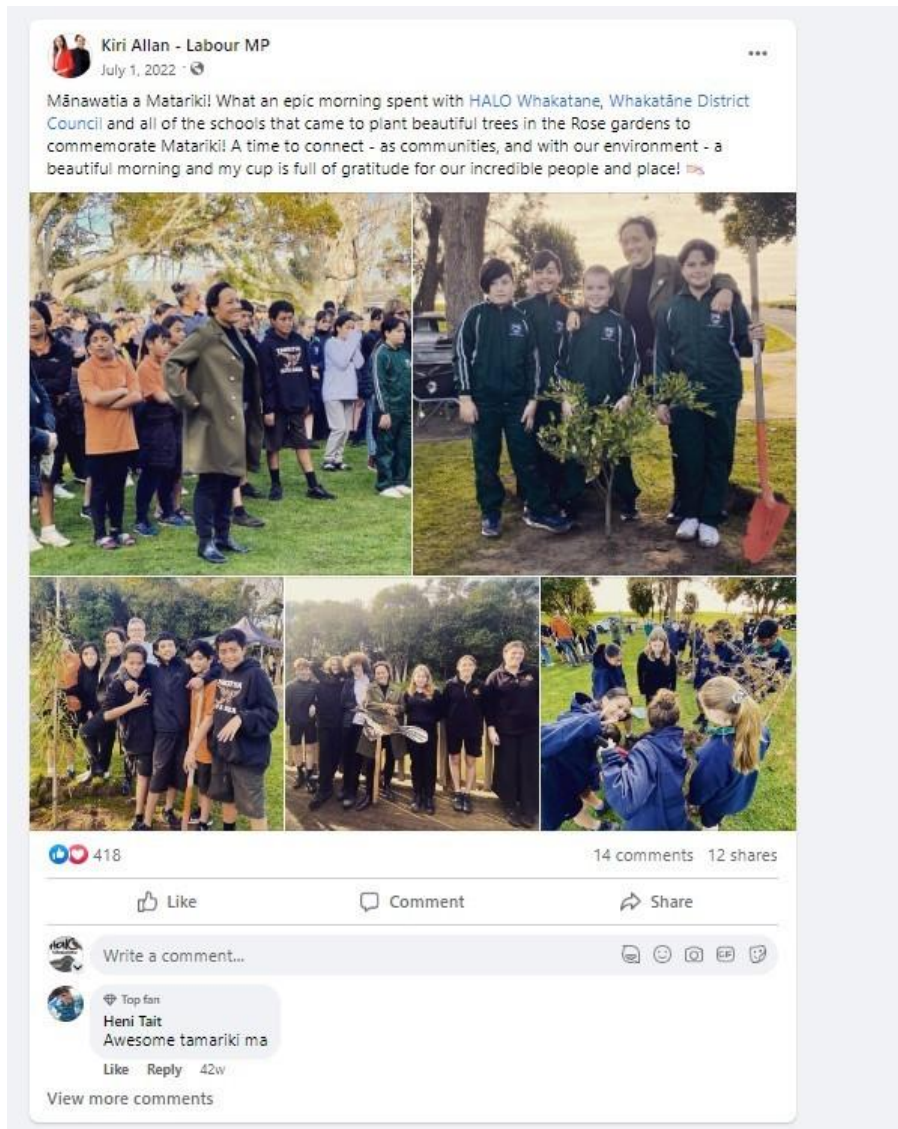 Kiri Allan - Labour MP
July 1, 2022
Mānawatia a Matariki! What an epic morning spent with HALO Whakatane, Whakatāne District
Council and all of the schools that came to plant beautiful trees in the Rose gardens to
commemorate Matariki! A time to connect - as communities, and with our environment - a
beautiful morning and my cup is full of gratitude for our incredible people and place!
418
14 comments 12 shares
Like
Comment
Share
Write a comment...
GIF
Top fan
Heni Tait
Awesome tamariki ma
Like Reply 42w
View more comments